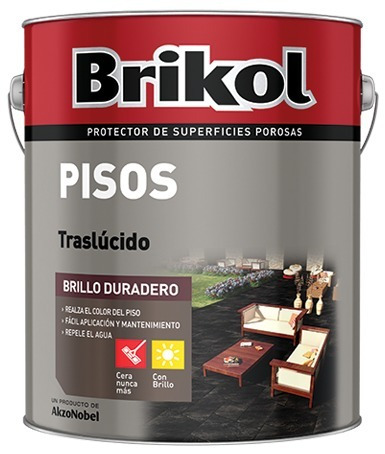 Brikol
PROTECTOR DE SUPERFICIES POROSAS
PISOS
Traslúcido
BRILLO DURADERO
• REALZA EL COLOR DEL PISO
• FÁCIL APLICACIÓN Y MANTENIMIENTO
• REPELE EL AGUA
Cera
nunca
más
Con
Brillo
UN PRODUCTO DE
AkzoNobel